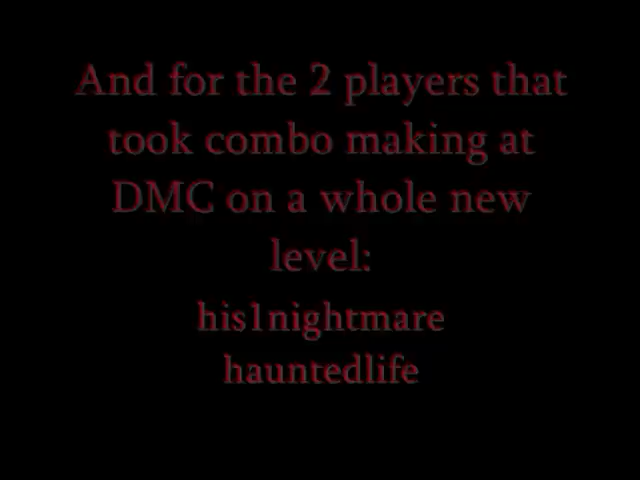 And for the 2 players that
took combo making at
DMC on a whole new
level:
his1nightmare
hauntedlife